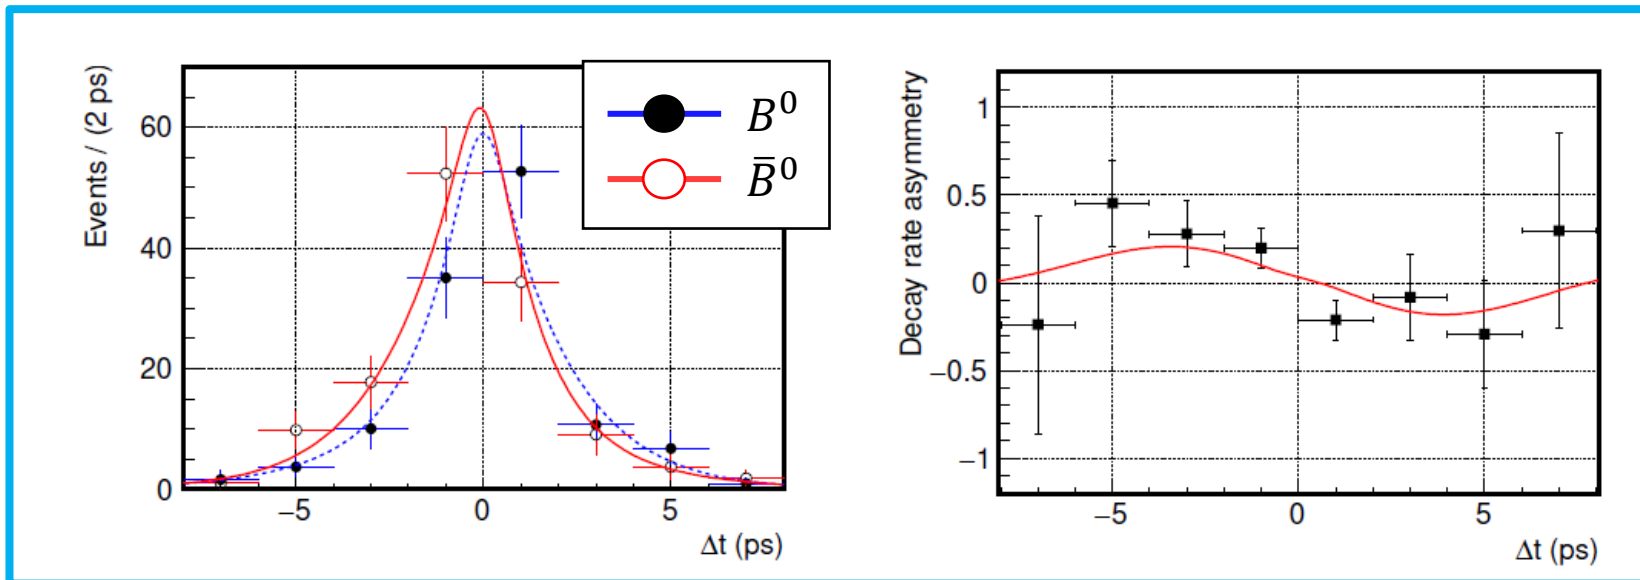 Events / (2 ps)
60
40
20
0
−5
0
5
Δt (ps)
B⁰
B̄⁰
Decay rate asymmetry
1
0.5
0
−0.5
−1
−5
0
5
Δt (ps)